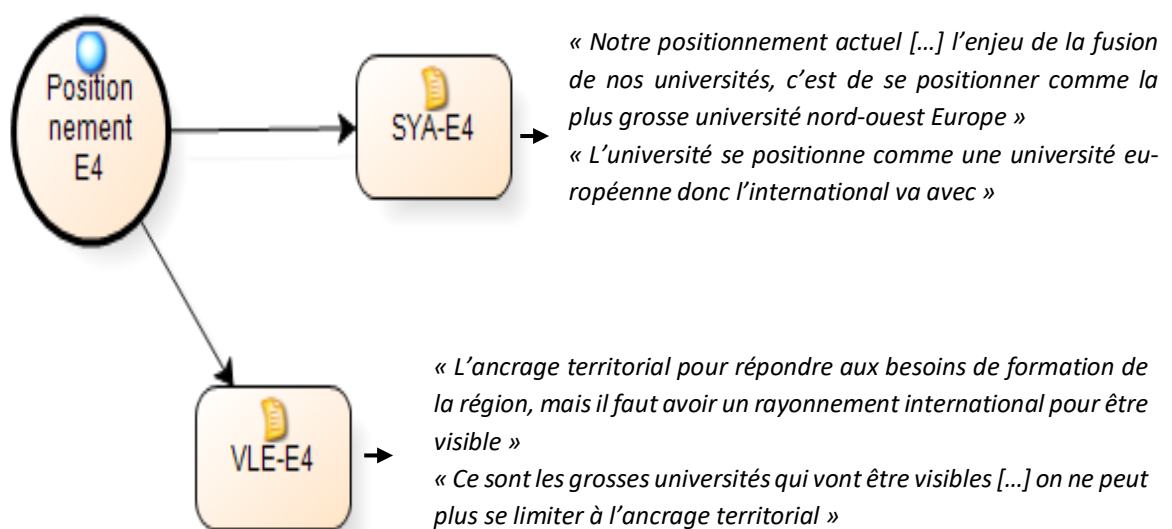 Position
nement
E4
SYA-E4
« Notre positionnement actuel […] l’enjeu de la fusion
de nos universités, c’est de se positionner comme la
plus grosse université nord-ouest Europe »
« L’université se positionne comme une université eu-
ropéenne donc l’international va avec »
VLE-E4
« L’ancrage territorial pour répondre aux besoins de formation de
la région, mais il faut avoir un rayonnement international pour être
visible »
« Ce sont les grosses universités qui vont être visibles […] on ne peut
plus se limiter à l’ancrage territorial »